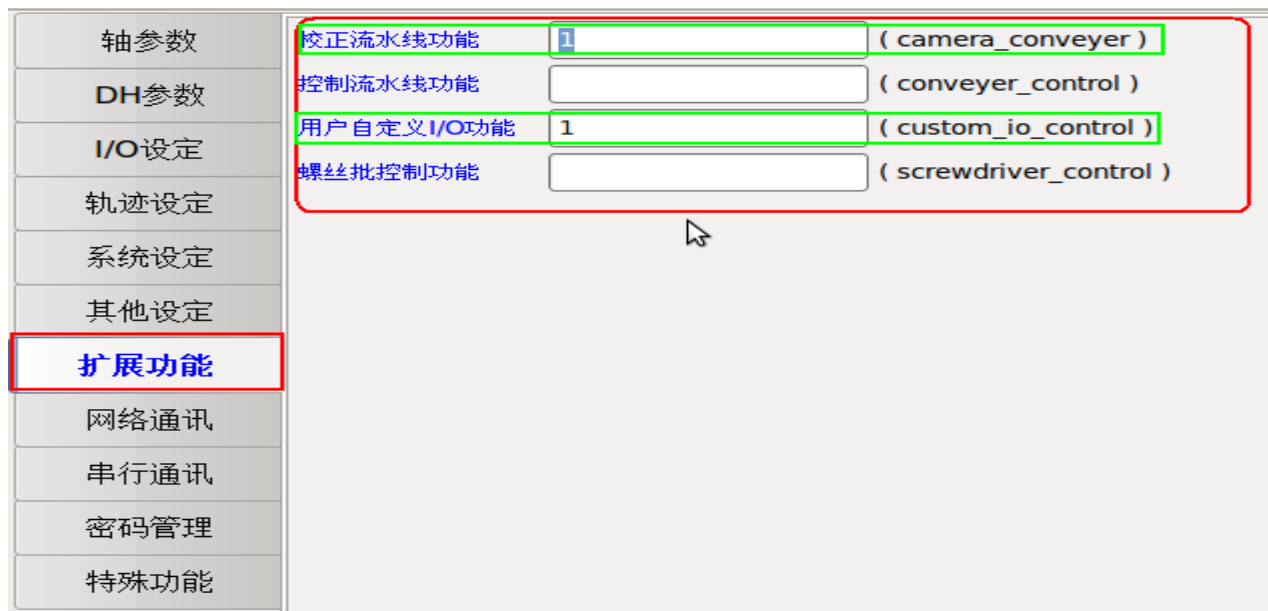 轴参数
DH参数
I/O设定
轨迹设定
系统设定
其他设定
扩展功能
网络通讯
串行通讯
密码管理
特殊功能
校正流水线功能 1 ( camera_conveyer )
控制流水线功能 ( conveyer_control )
用户自定义I/O功能 1 ( custom_io_control )
螺丝批控制功能 ( screwdriver_control )